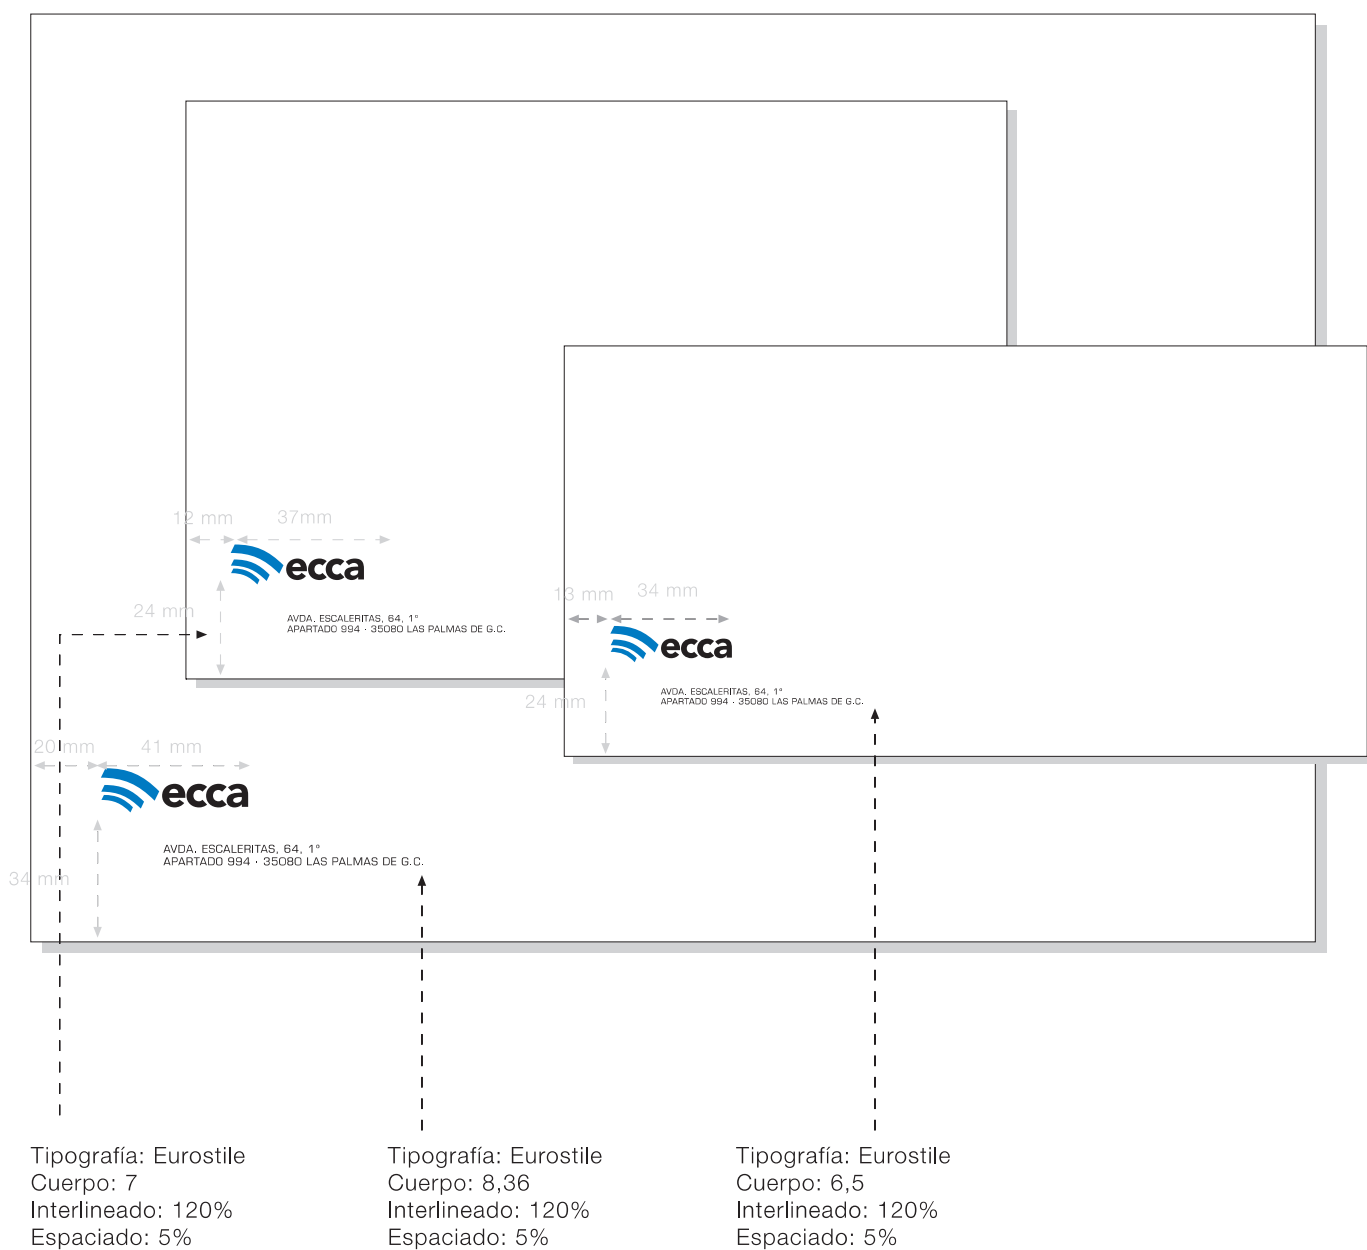 12 mm
37mm
ecca
24 mm
AVDA. ESCALERITAS, 64, 1º
APARTADO 994 · 35080 LAS PALMAS DE G.C.
13 mm
34 mm
ecca
24 mm
AVDA. ESCALERITAS, 64, 1º
APARTADO 994 · 35080 LAS PALMAS DE G.C.
20 mm
41 mm
ecca
34 mm
AVDA. ESCALERITAS, 64, 1º
APARTADO 994 · 35080 LAS PALMAS DE G.C.
Tipografía: Eurostile
Cuerpo: 7
Interlineado: 120%
Espaciado: 5%
Tipografía: Eurostile
Cuerpo: 8,36
Interlineado: 120%
Espaciado: 5%
Tipografía: Eurostile
Cuerpo: 6,5
Interlineado: 120%
Espaciado: 5%